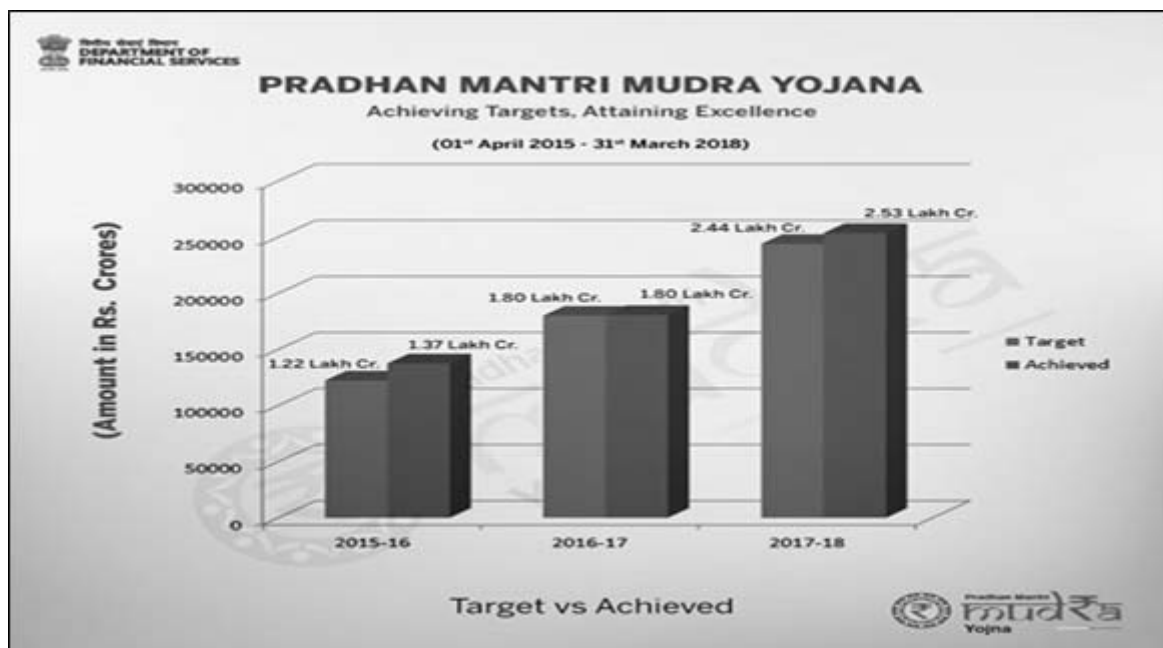 वित्तीय सेवाएं विभाग
DEPARTMENT OF
FINANCIAL SERVICES
PRADHAN MANTRI MUDRA YOJANA
Achieving Targets, Attaining Excellence
(01st April 2015 - 31st March 2018)
(Amount in Rs. Crores)
300000
250000
200000
150000
100000
50000
0
1.22 Lakh Cr.
1.37 Lakh Cr.
1.80 Lakh Cr.
1.80 Lakh Cr.
2.44 Lakh Cr.
2.53 Lakh Cr.
Target
Achieved
2015-16 2016-17 2017-18
Target vs Achieved
Pradhan Mantri
mudra
Yojna